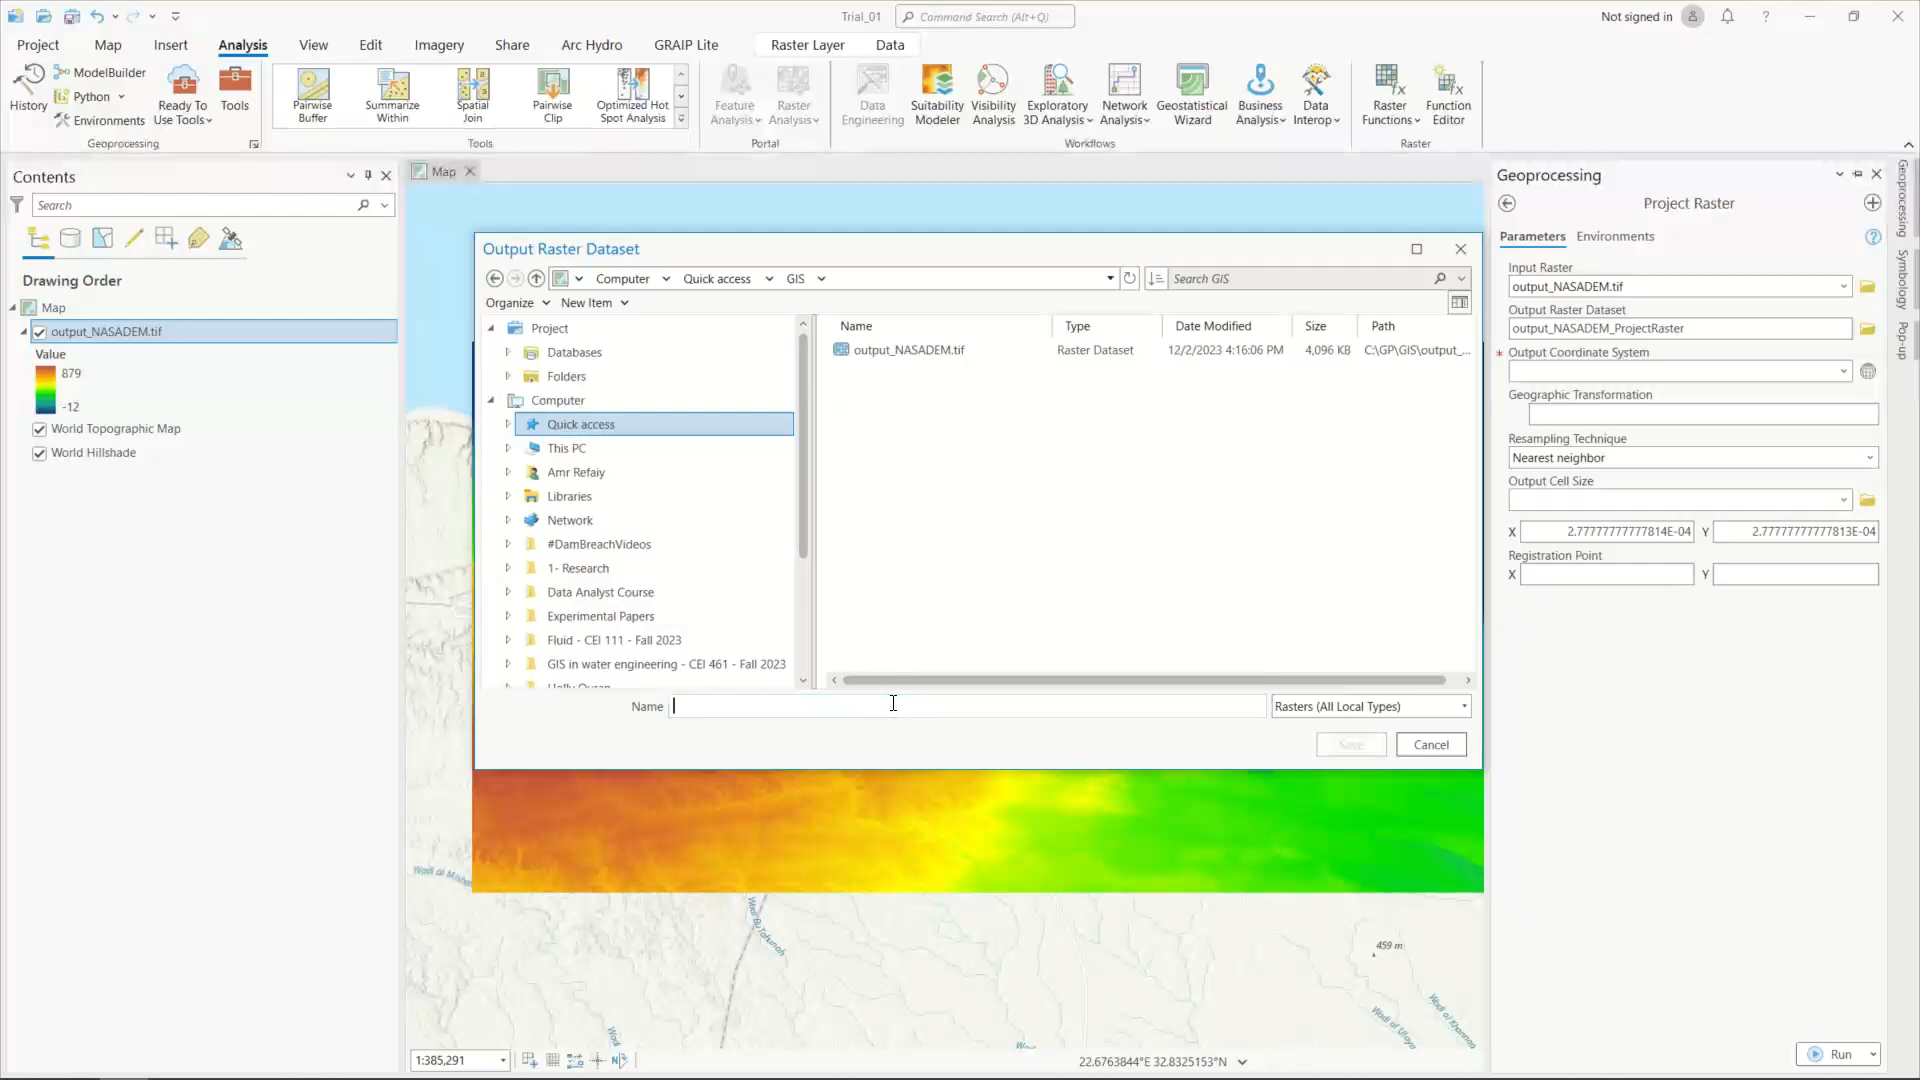 Trial_01
Command Search (Alt+Q)
Not signed in
Project
Map
Insert
Analysis
View
Edit
Imagery
Share
Arc Hydro
GRAIP Lite
Raster Layer
Data
History
ModelBuilder
Python
Environments
Ready To
Use Tools
Tools
Geoprocessing
Pairwise
Buffer
Summarize
Within
Spatial
Join
Pairwise
Clip
Optimized Hot
Spot Analysis
Tools
Feature
Analysis
Raster
Analysis
Portal
Data
Engineering
Suitability
Modeler
Visibility
Analysis
Exploratory
3D Analysis
Network
Analysis
Geostatistical
Wizard
Business
Analysis
Data
Interop
Workflows
Raster
Functions
Function
Editor
Raster
Contents
Search
Drawing Order
Map
output_NASADEM.tif
Value
879
-12
World Topographic Map
World Hillshade
Map
Output Raster Dataset
Computer
Quick access
GIS
Search GIS
Organize
New Item
Project
Databases
Folders
Computer
Quick access
This PC
Amr Refaiy
Libraries
Network
#DamBreachVideos
1- Research
Data Analyst Course
Experimental Papers
Fluid - CEI 111 - Fall 2023
GIS in water engineering - CEI 461 - Fall 2023
Name Type Date Modified Size Path
output_NASADEM.tif Raster Dataset 12/2/2023 4:16:06 PM 4,096 KB C:\GP\GIS\output_...
Name
Rasters (All Local Types)
Save
Cancel
459 m
1:385,291
22.6763844°E 32.8325153°N
Geoprocessing
Project Raster
Parameters
Environments
Input Raster
output_NASADEM.tif
Output Raster Dataset
output_NASADEM_ProjectRaster
* Output Coordinate System
Geographic Transformation
Resampling Technique
Nearest neighbor
Output Cell Size
X 2.77777777777814E-04 Y 2.77777777777813E-04
Registration Point
X Y
Run
Geoprocessing
Symbology
Pop-up